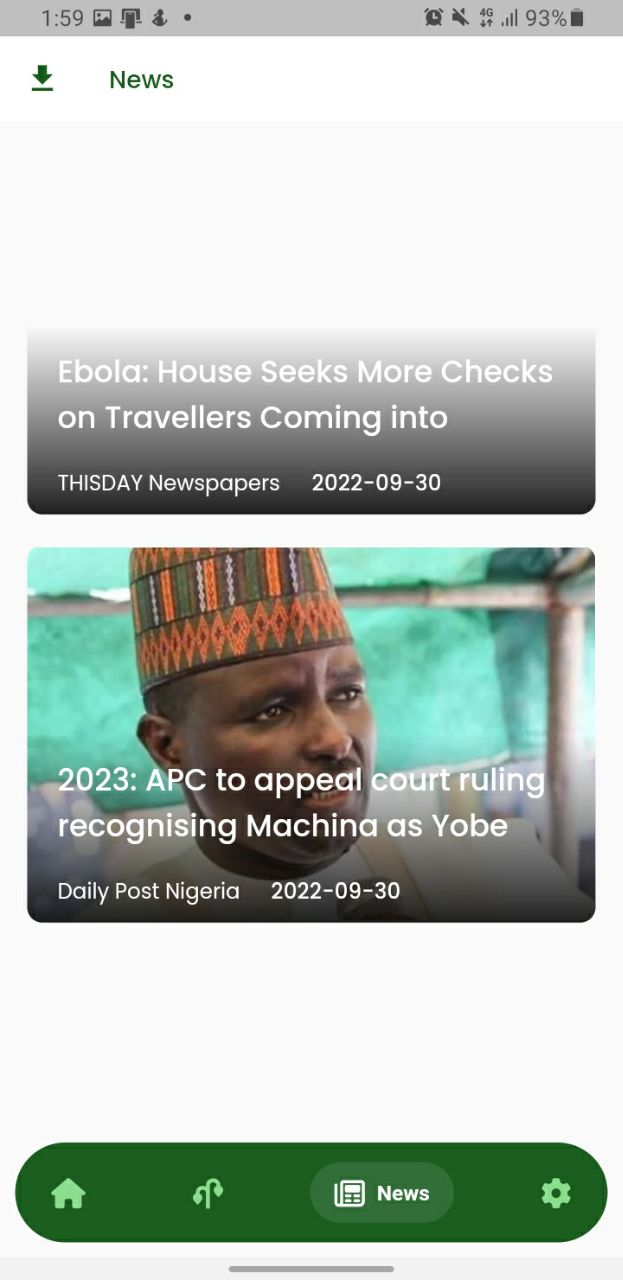 1:59
4G
93%
News
Ebola: House Seeks More Checks
on Travellers Coming into
THISDAY Newspapers 2022-09-30
2023: APC to appeal court ruling
recognising Machina as Yobe
Daily Post Nigeria 2022-09-30
News